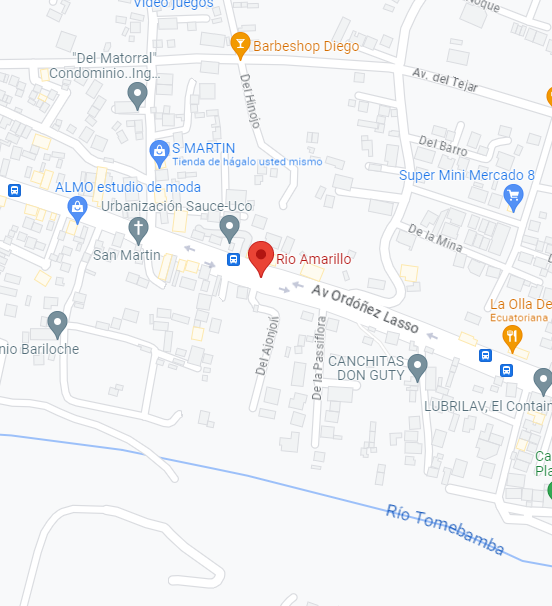 Video juegos
oque
Barbeshop Diego
"Del Matorral"
Condominio..Ing...
Av. del Tejar
Del Hinojo
Del Barro
S MARTIN
Tienda de hágalo usted mismo
Super Mini Mercado 8
ALMO estudio de moda
Urbanización Sauce-Uco
De la Mina
San Martin
Rio Amarillo
Av Ordóñez Lasso
La Olla De
Ecuatoriana
nio Bariloche
Del Ajonjolí
De la Passiflora
CANCHITAS
DON GUTY
LUBRILAV, El Contain
Ca
Pla
Río Tomebamba